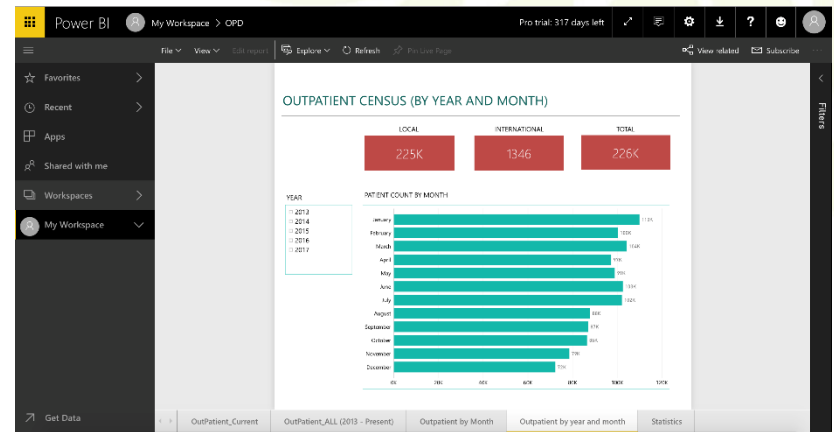 Power BI
My Workspace > OPD
Pro trial: 317 days left
?
File
View
Edit report
Explore
Refresh
Pin Live Page
View related
Subscribe
Favorites
Recent
Apps
Shared with me
Workspaces
My Workspace
Get Data
Filters
OUTPATIENT CENSUS (BY YEAR AND MONTH)
LOCAL
INTERNATIONAL
TOTAL
225K
1346
226K
YEAR
2013
2014
2015
2016
2017
PATIENT COUNT BY MONTH
January
February
March
April
May
June
July
August
September
October
November
December
0K
20K
40K
60K
80K
100K
120K
OutPatient_Current
OutPatient_ALL (2013 - Present)
Outpatient by Month
Outpatient by year and month
Statistics